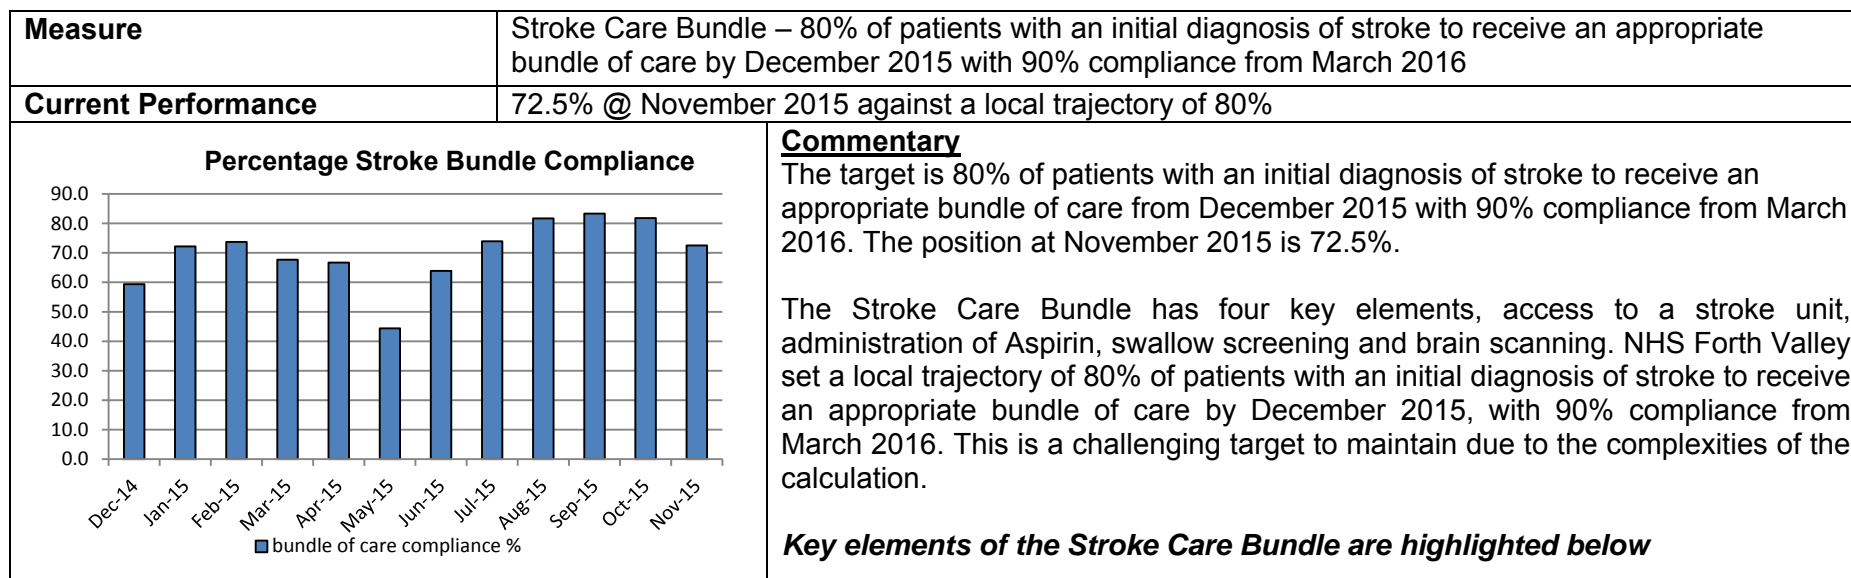 Measure
Stroke Care Bundle – 80% of patients with an initial diagnosis of stroke to receive an appropriate
bundle of care by December 2015 with 90% compliance from March 2016
Current Performance
72.5% @ November 2015 against a local trajectory of 80%
Percentage Stroke Bundle Compliance
90.0
80.0
70.0
60.0
50.0
40.0
30.0
20.0
10.0
0.0
Dec-14
Jan-15
Feb-15
Mar-15
Apr-15
May-15
Jun-15
Jul-15
Aug-15
Sep-15
Oct-15
Nov-15
bundle of care compliance %
Commentary
The target is 80% of patients with an initial diagnosis of stroke to receive an
appropriate bundle of care from December 2015 with 90% compliance from March
2016. The position at November 2015 is 72.5%.
The Stroke Care Bundle has four key elements, access to a stroke unit,
administration of Aspirin, swallow screening and brain scanning. NHS Forth Valley
set a local trajectory of 80% of patients with an initial diagnosis of stroke to receive
an appropriate bundle of care by December 2015, with 90% compliance from
March 2016. This is a challenging target to maintain due to the complexities of the
calculation.
Key elements of the Stroke Care Bundle are highlighted below